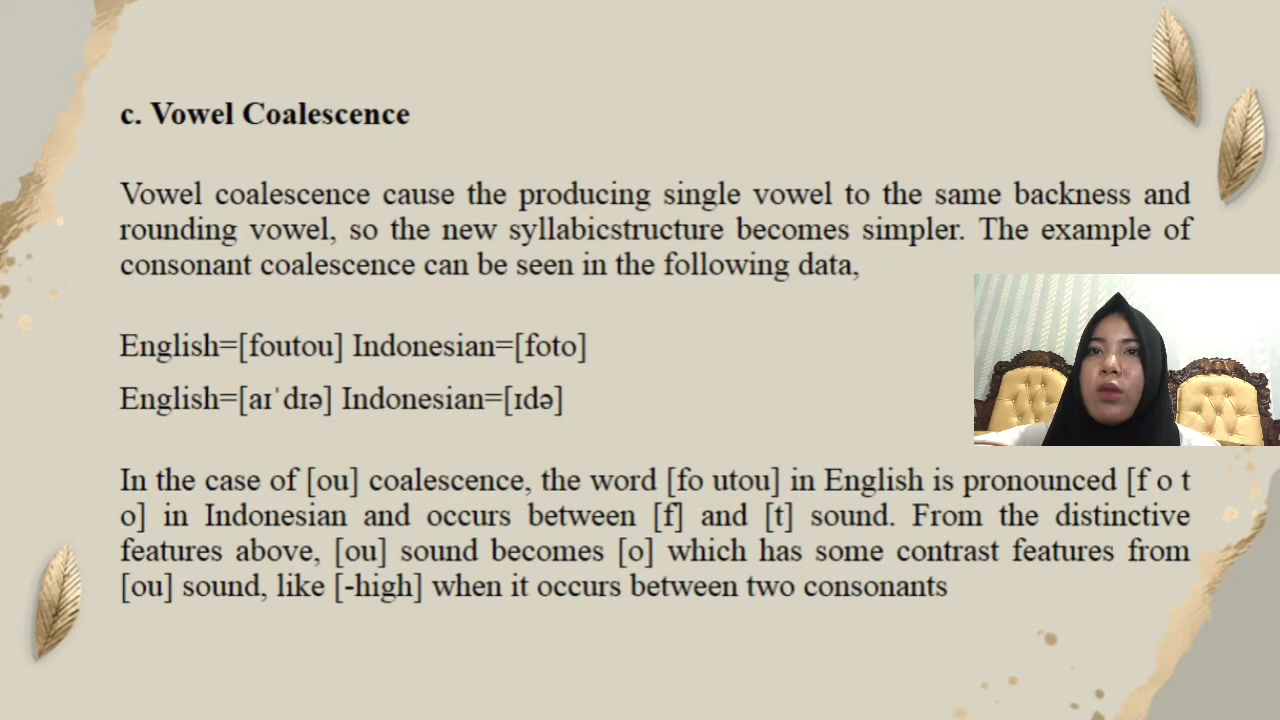 c. Vowel Coalescence
Vowel coalescence cause the producing single vowel to the same backness and
rounding vowel, so the new syllabicstructure becomes simpler. The example of
consonant coalescence can be seen in the following data,
English=[foutou] Indonesian=[foto]
English=[aɪˈdɪə] Indonesian=[ɪdə]
In the case of [ou] coalescence, the word [fo utou] in English is pronounced [f o t
o] in Indonesian and occurs between [f] and [t] sound. From the distinctive
features above, [ou] sound becomes [o] which has some contrast features from
[ou] sound, like [-high] when it occurs between two consonants